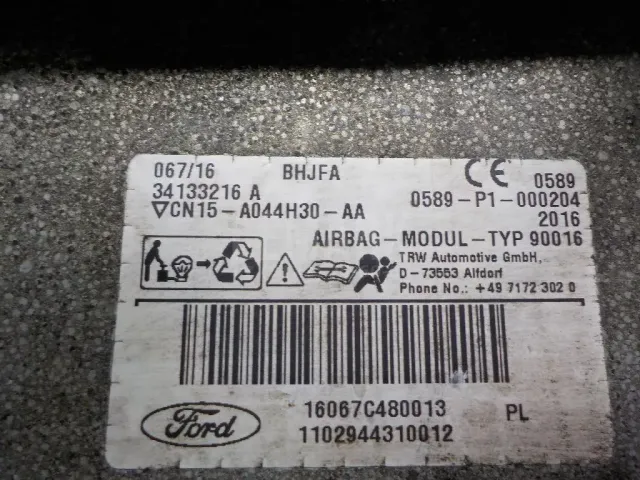 067/16 BHJFA CE 0589
34133216 A 0589-P1-000204
▽CN15-A044H30-AA 2016
AIRBAG-MODUL-TYP 90016
TRW Automotive GmbH,
D-73553 Alfdorf
Phone No.: +49 7172 302 0
Ford 16067C480013 PL
1102944310012